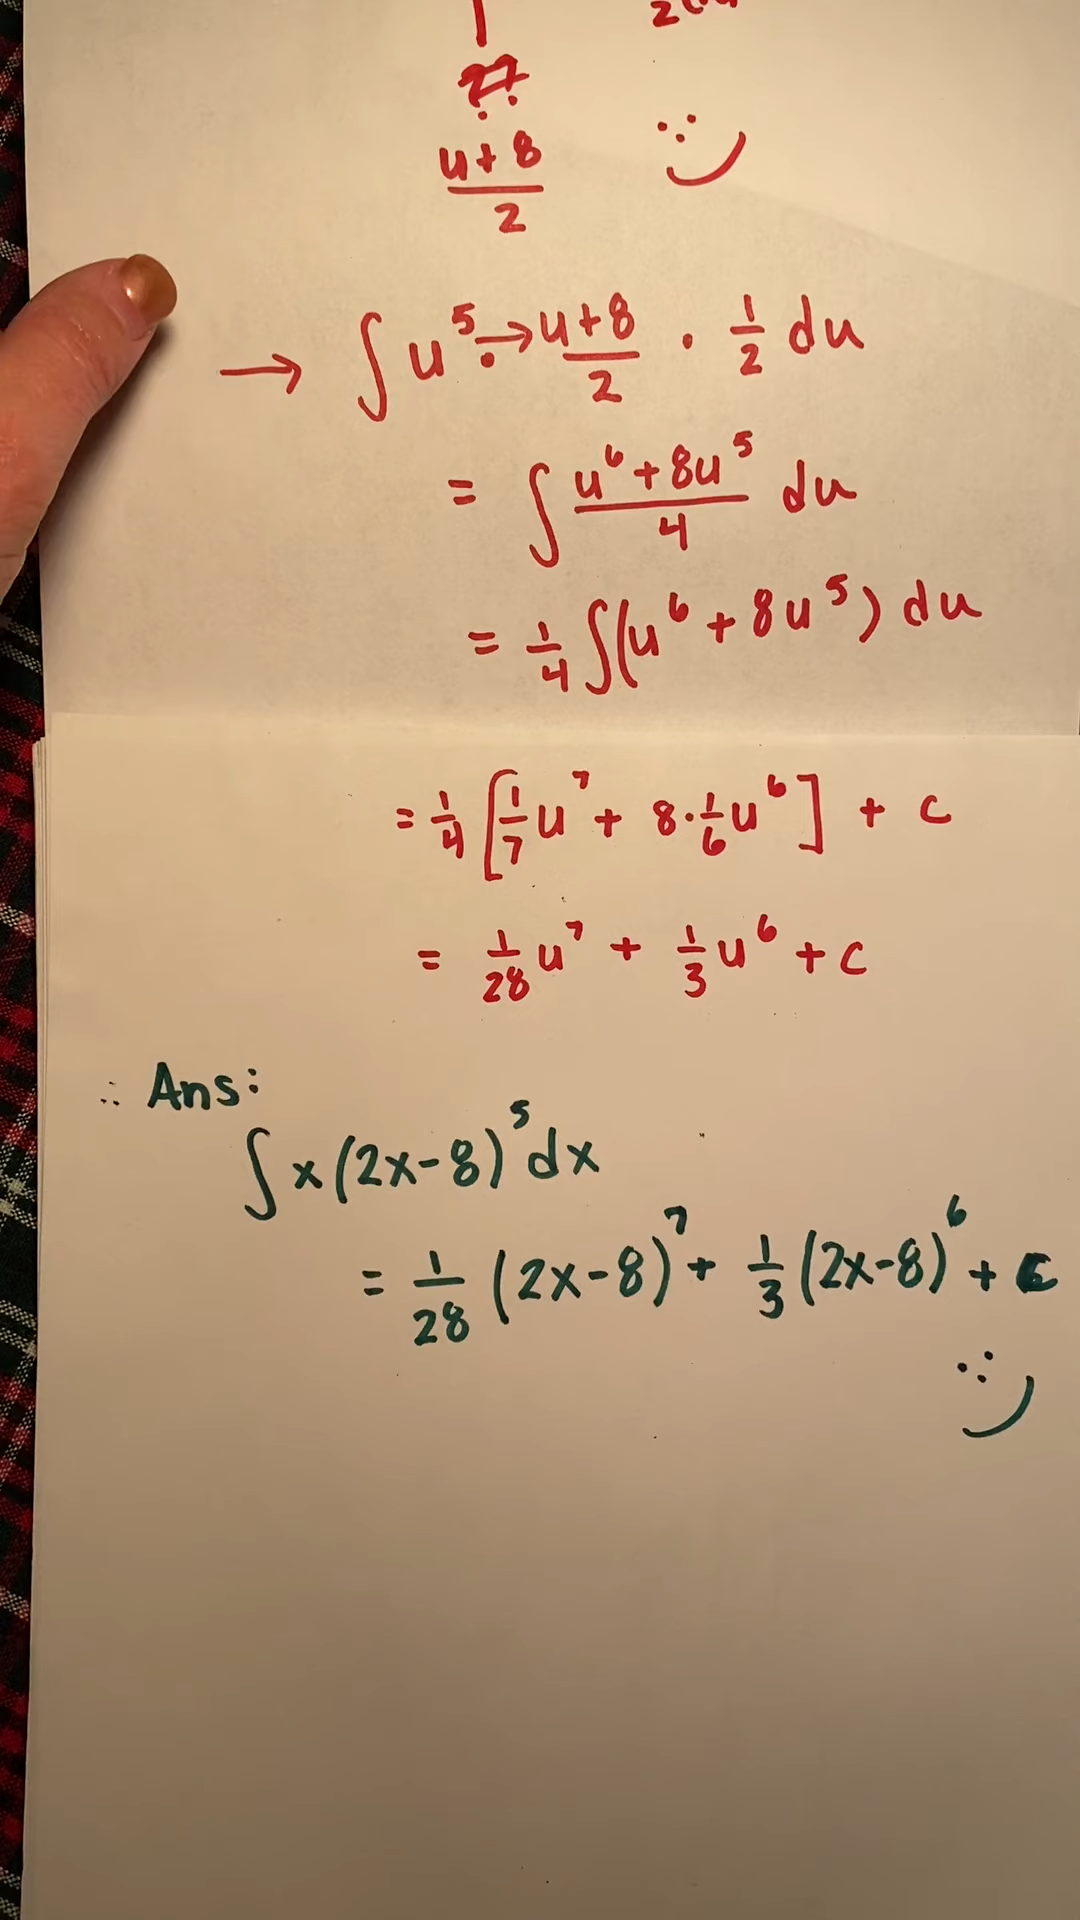 ??
u+8
2
→ ∫ u⁵ · → u+8/2 · 1/2 du
= ∫ u⁶+8u⁵/4 du
= 1/4 ∫(u⁶ + 8u⁵) du
= 1/4 [1/7 u⁷ + 8·1/6 u⁶] + c
= 1/28 u⁷ + 1/3 u⁶ + c
∴ Ans:
∫ x(2x-8)⁵ dx
= 1/28 (2x-8)⁷ + 1/3 (2x-8)⁶ + c